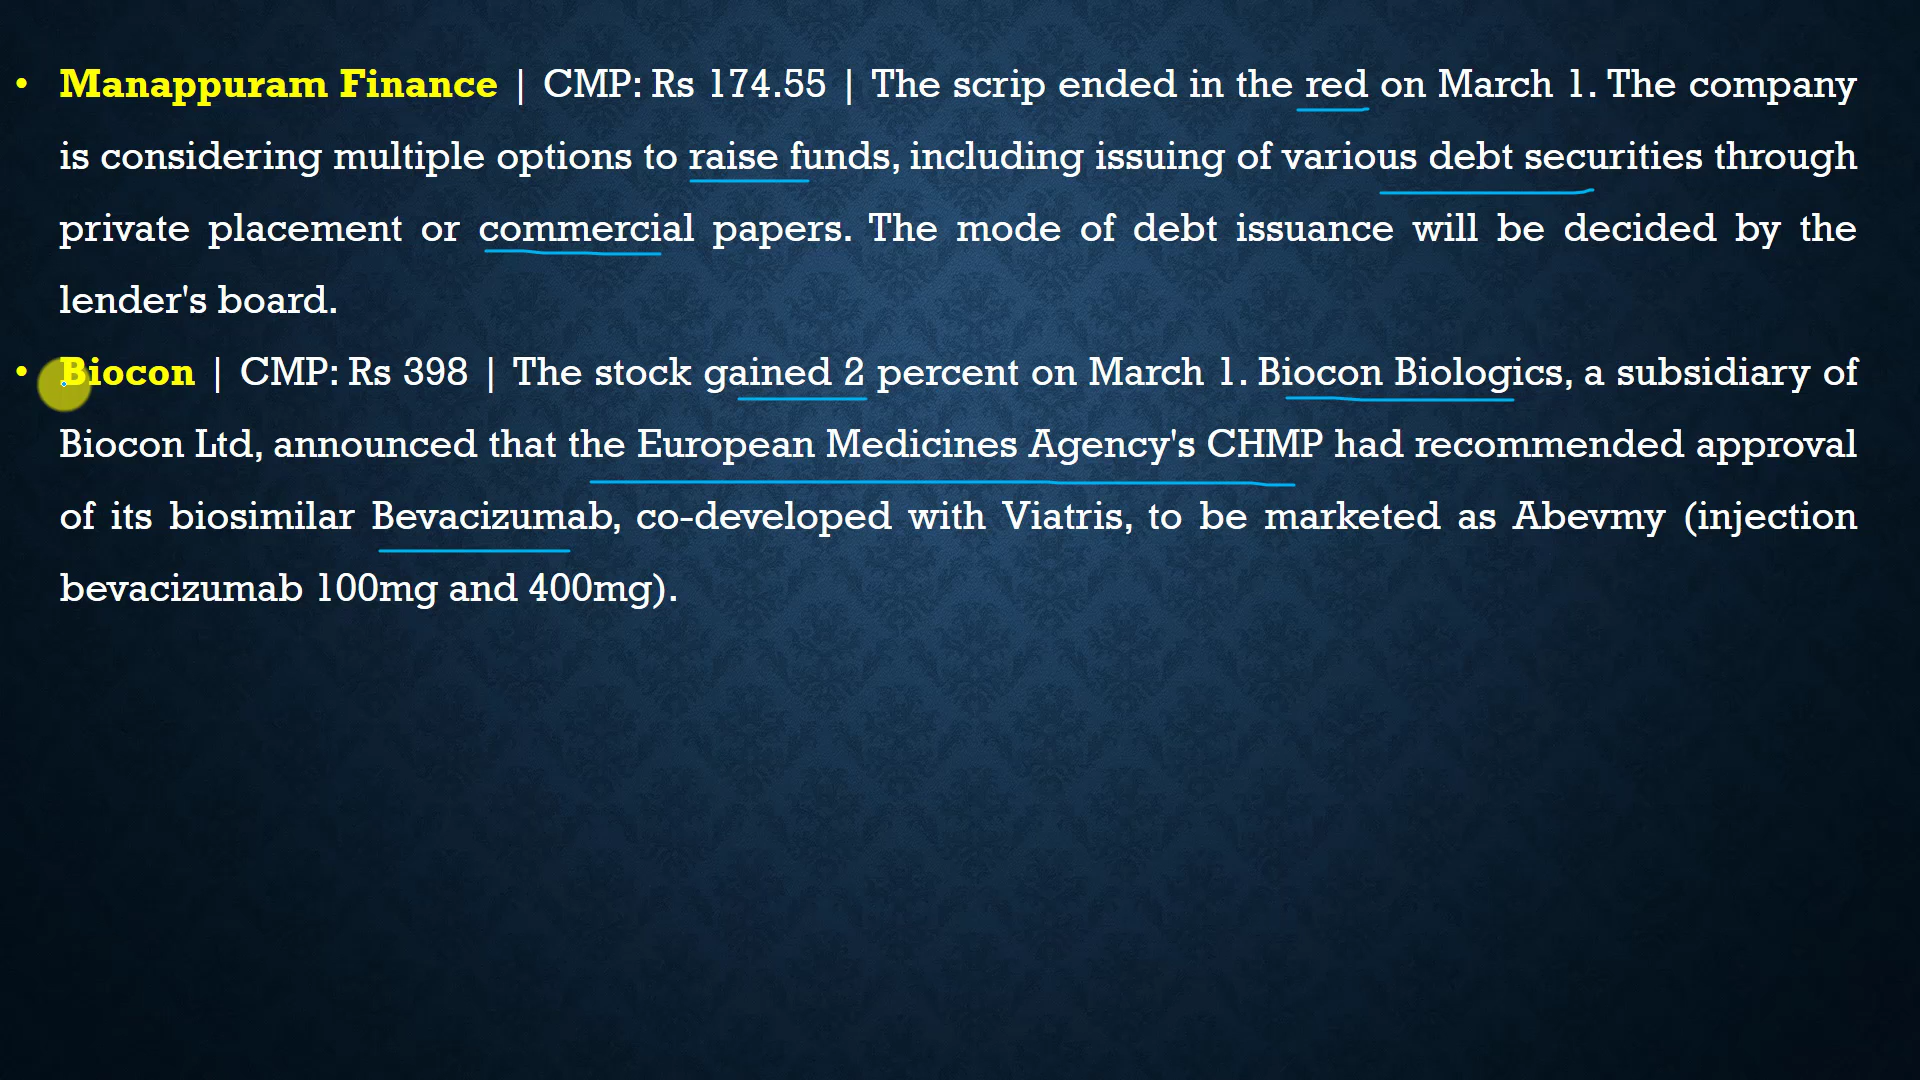 • Manappuram Finance | CMP: Rs 174.55 | The scrip ended in the red on March 1. The company
is considering multiple options to raise funds, including issuing of various debt securities through
private placement or commercial papers. The mode of debt issuance will be decided by the
lender's board.
• Biocon | CMP: Rs 398 | The stock gained 2 percent on March 1. Biocon Biologics, a subsidiary of
Biocon Ltd, announced that the European Medicines Agency's CHMP had recommended approval
of its biosimilar Bevacizumab, co-developed with Viatris, to be marketed as Abevmy (injection
bevacizumab 100mg and 400mg).